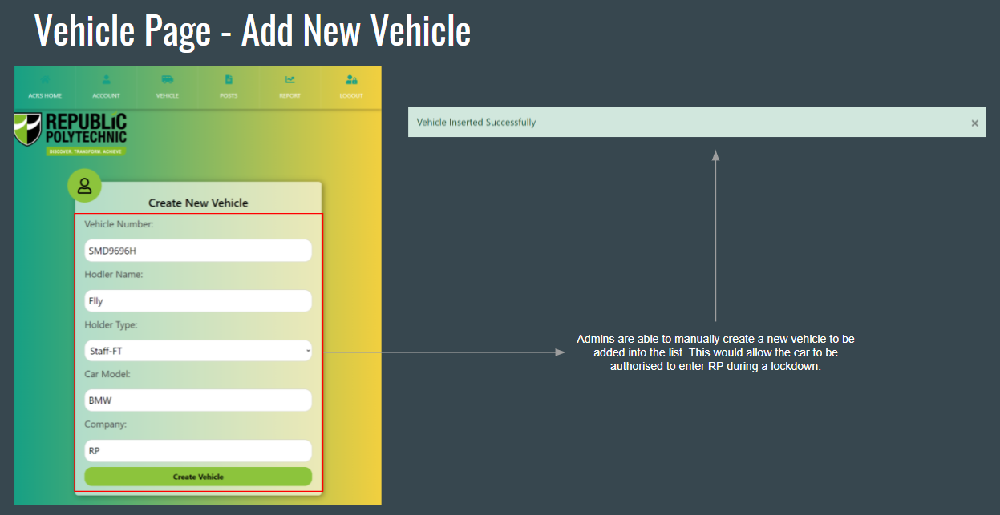 Vehicle Page - Add New Vehicle
ACRS HOME
ACCOUNT
VEHICLE
POSTS
REPORT
LOGOUT
REPUBLIC
POLYTECHNIC
DISCOVER. TRANSFORM. ACHIEVE
Create New Vehicle
Vehicle Number:
SMD9696H
Hodler Name:
Elly
Holder Type:
Staff-FT
Car Model:
BMW
Company:
RP
Create Vehicle
Vehicle Inserted Successfully
×
Admins are able to manually create a new vehicle to be
added into the list. This would allow the car to be
authorised to enter RP during a lockdown.